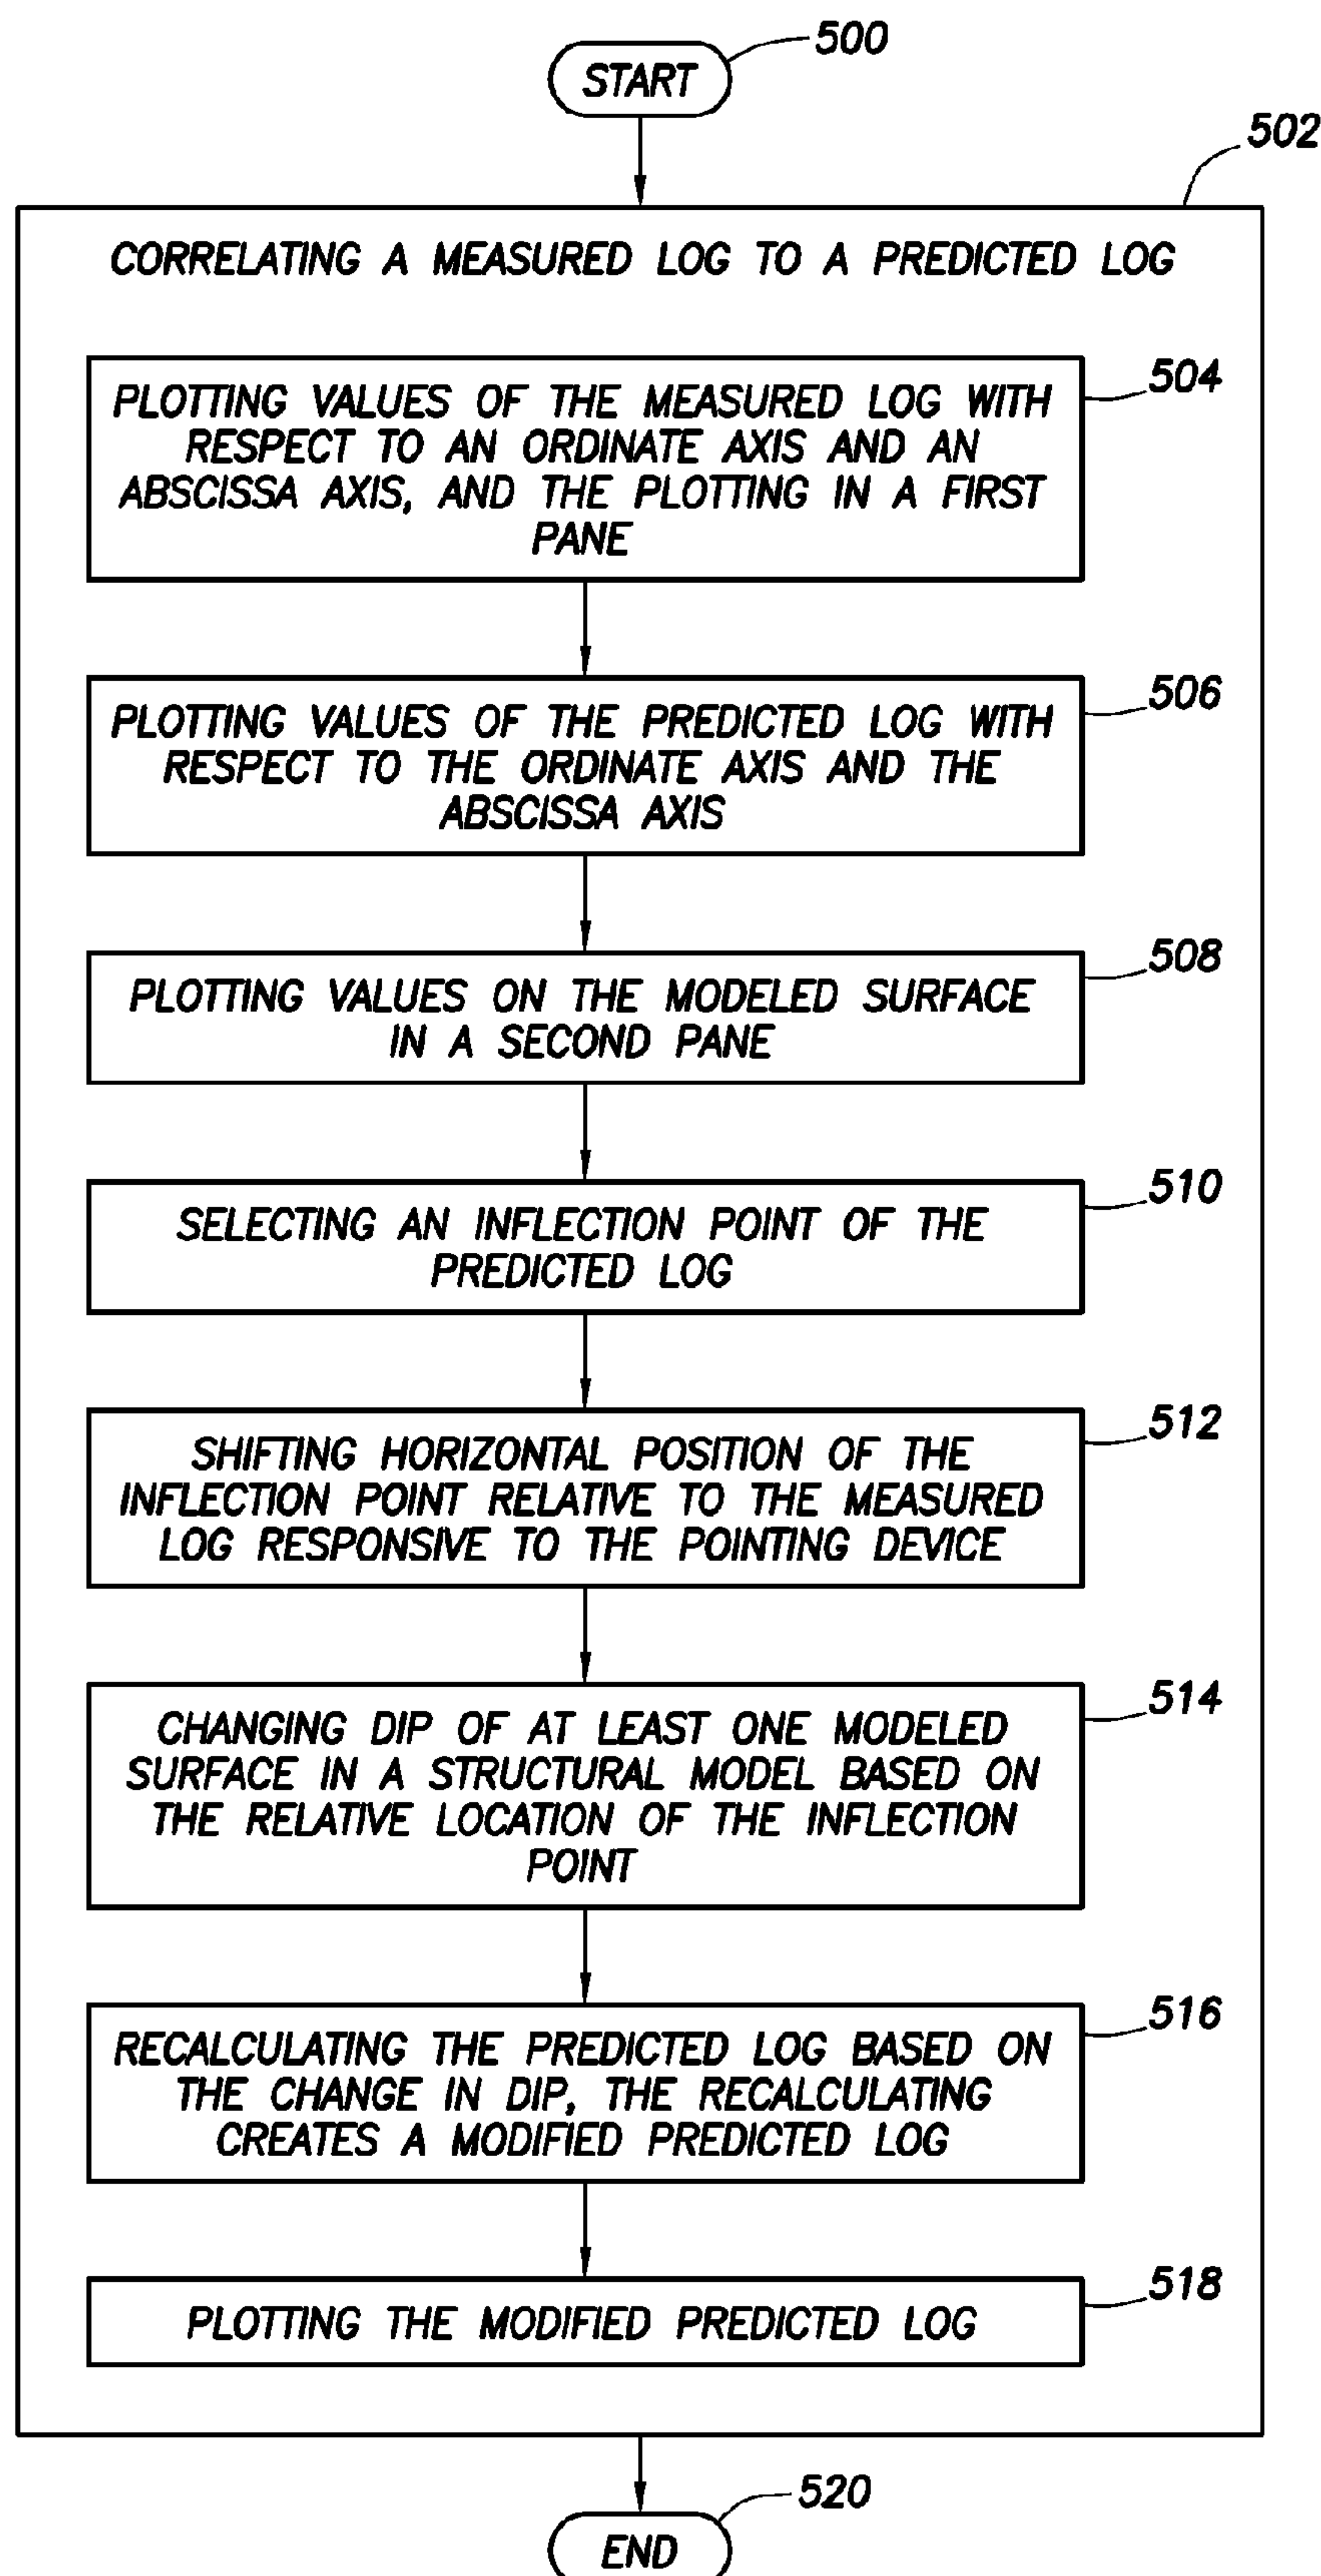 START
500
502
CORRELATING A MEASURED LOG TO A PREDICTED LOG
504
PLOTTING VALUES OF THE MEASURED LOG WITH
RESPECT TO AN ORDINATE AXIS AND AN
ABSCISSA AXIS, AND THE PLOTTING IN A FIRST
PANE
506
PLOTTING VALUES OF THE PREDICTED LOG WITH
RESPECT TO THE ORDINATE AXIS AND THE
ABSCISSA AXIS
508
PLOTTING VALUES ON THE MODELED SURFACE
IN A SECOND PANE
510
SELECTING AN INFLECTION POINT OF THE
PREDICTED LOG
512
SHIFTING HORIZONTAL POSITION OF THE
INFLECTION POINT RELATIVE TO THE MEASURED
LOG RESPONSIVE TO THE POINTING DEVICE
514
CHANGING DIP OF AT LEAST ONE MODELED
SURFACE IN A STRUCTURAL MODEL BASED ON
THE RELATIVE LOCATION OF THE INFLECTION
POINT
516
RECALCULATING THE PREDICTED LOG BASED ON
THE CHANGE IN DIP, THE RECALCULATING
CREATES A MODIFIED PREDICTED LOG
518
PLOTTING THE MODIFIED PREDICTED LOG
520
END